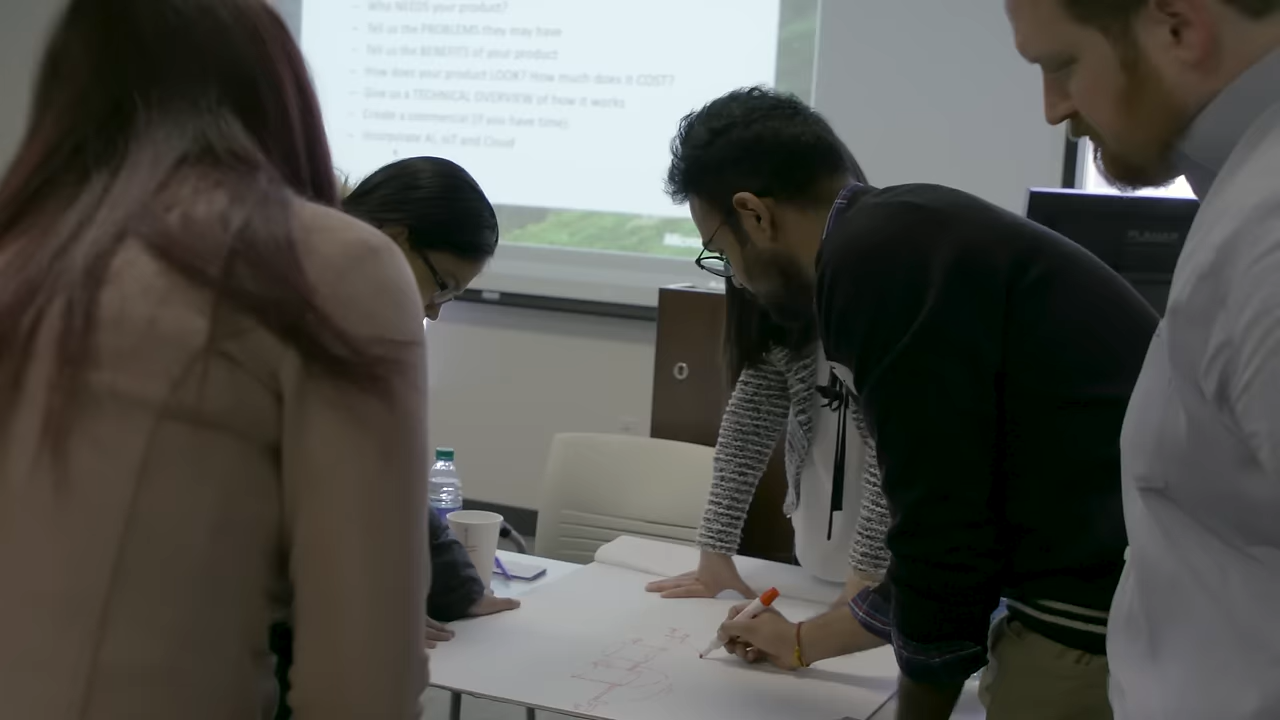 – Who NEEDS your product?
– Tell us the PROBLEMS they may have
– Tell us the BENEFITS of your product
– How does your product LOOK? How much does it COST?
– Give us a TECHNICAL OVERVIEW of how it works
– Create a commercial (if you have time)
– Incorporate AI, IoT and Cloud
PLANAR